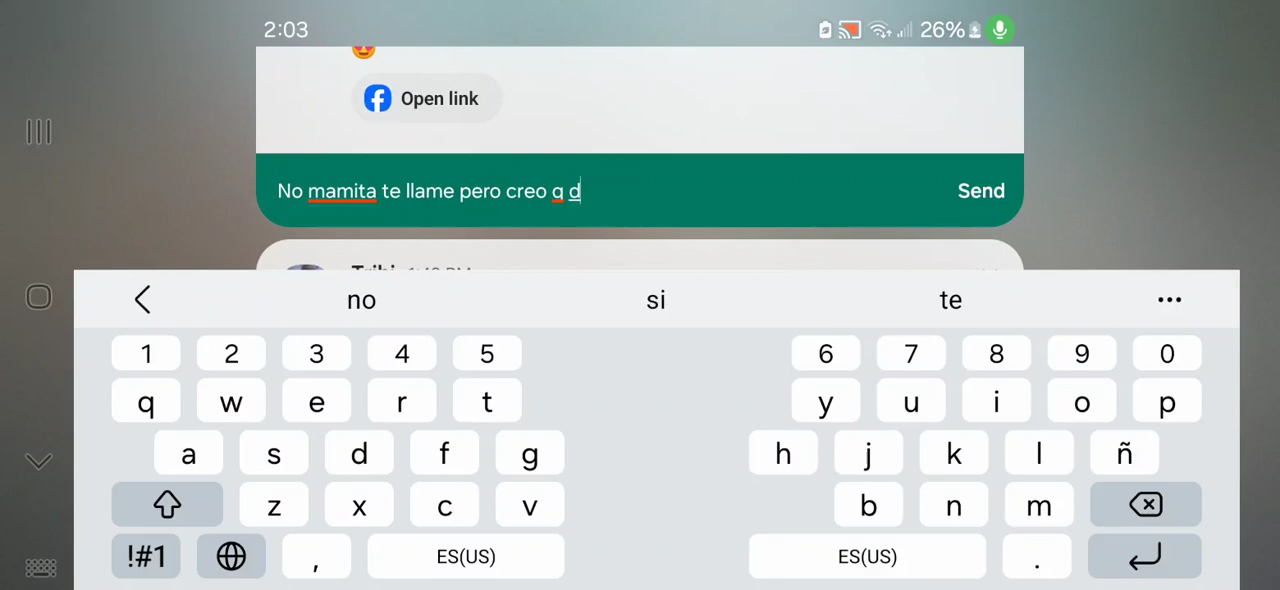 2:03
26%
Open link
No mamita te llame pero creo q d
Send
no si te
1 2 3 4 5 6 7 8 9 0
q w e r t y u i o p
a s d f g h j k l ñ
z x c v b n m
!#1 , ES(US) ES(US) .